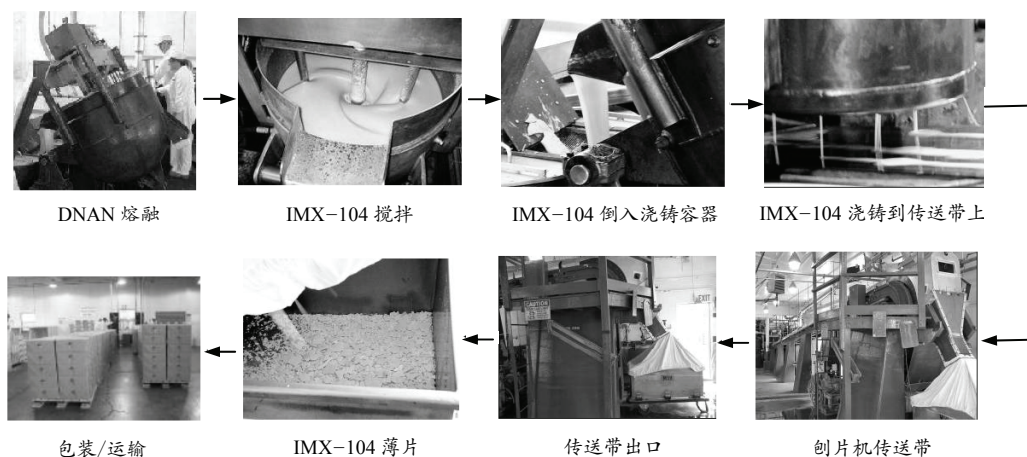 DNAN 熔融
IMX-104 搅拌
IMX-104 倒入浇铸容器
IMX-104 浇铸到传送带上
CAUTION
EXIT
包装/运输
IMX-104 薄片
传送带出口
刨片机传送带